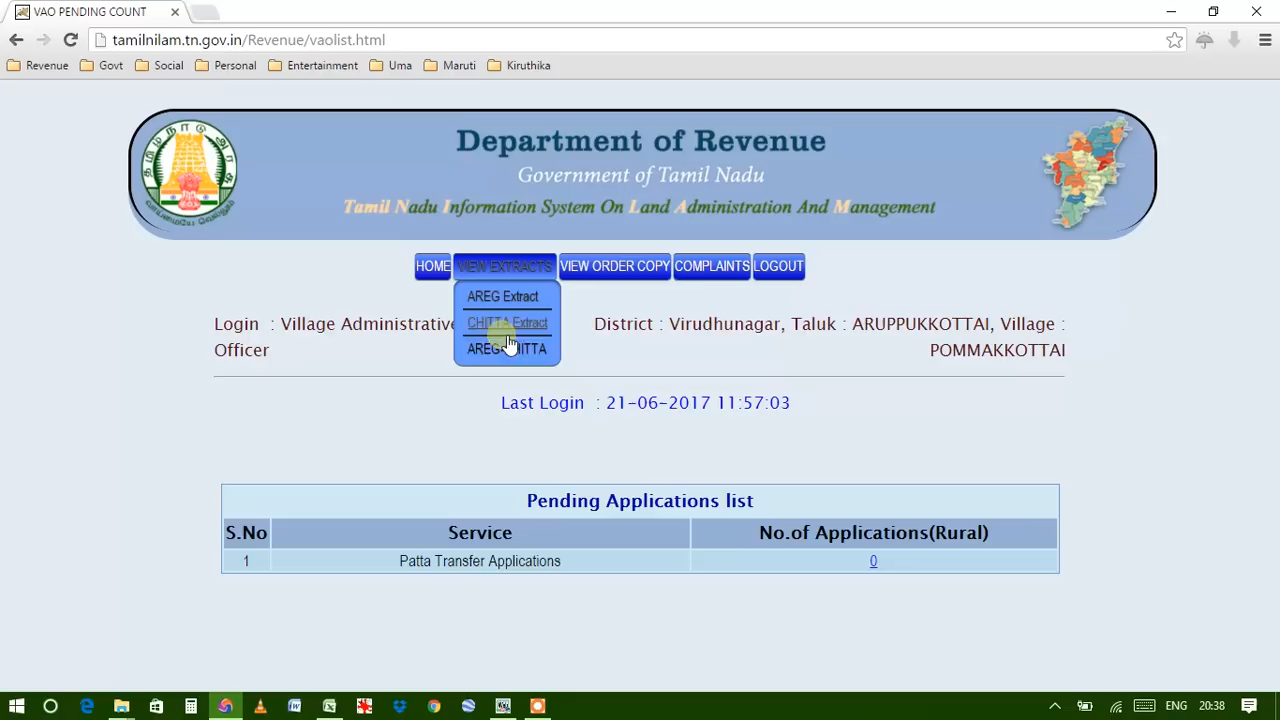 VAO PENDING COUNT
tamilnilam.tn.gov.in/Revenue/vaolist.html
Revenue Govt Social Personal Entertainment Uma Maruti Kiruthika
Department of Revenue
Government of Tamil Nadu
Tamil Nadu Information System On Land Administration And Management
HOME VIEW EXTRACTS VIEW ORDER COPY COMPLAINTS LOGOUT
AREG Extract
CHITTA Extract
AREG-CHITTA
Login : Village Administrative
Officer
District : Virudhunagar, Taluk : ARUPPUKKOTTAI, Village :
POMMAKKOTTAI
Last Login : 21-06-2017 11:57:03
Pending Applications list
S.No Service No.of Applications(Rural)
1 Patta Transfer Applications 0
ENG 20:38